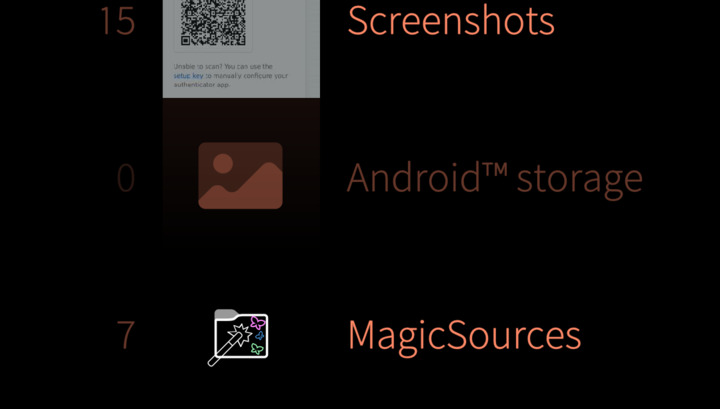 15
Screenshots
Unable to scan? You can use the
setup key to manually configure your
authenticator app.
0
Android™ storage
7
MagicSources